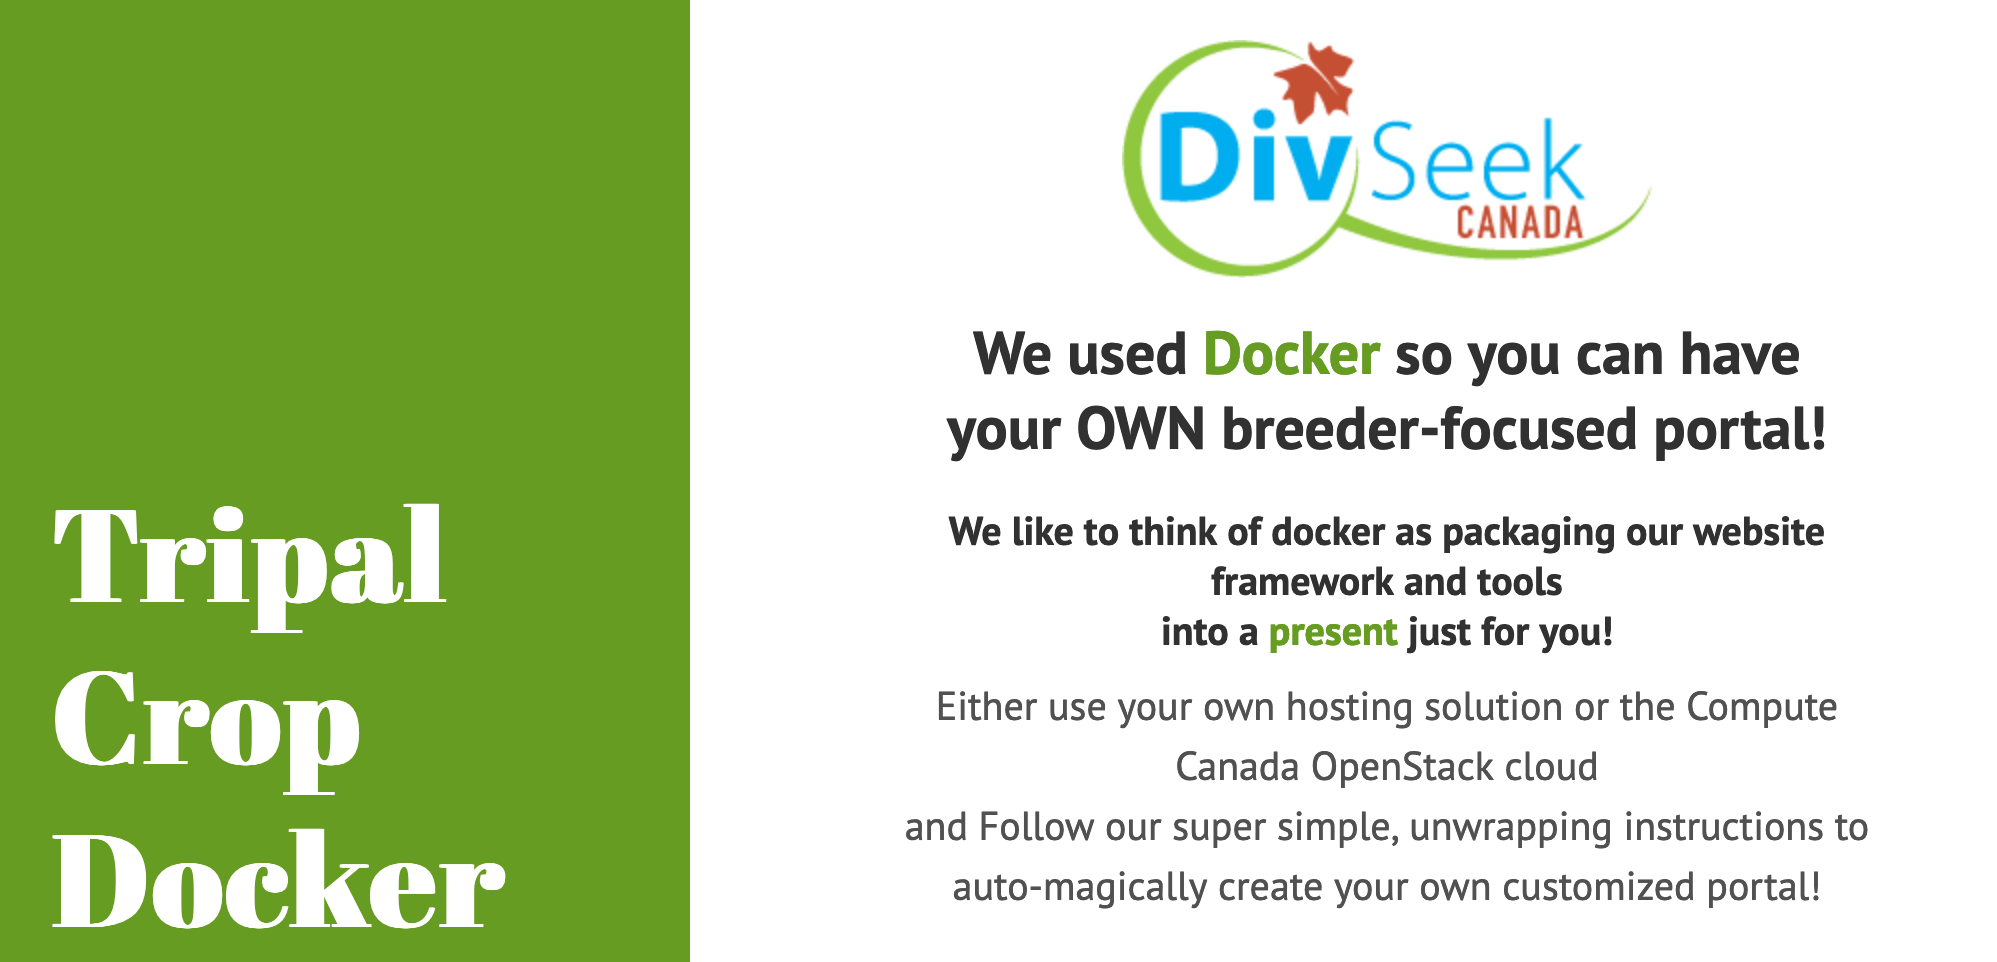 Tripal
Crop
Docker
DivSeek
CANADA
We used Docker so you can have
your OWN breeder-focused portal!
We like to think of docker as packaging our website
framework and tools
into a present just for you!
Either use your own hosting solution or the Compute
Canada OpenStack cloud
and Follow our super simple, unwrapping instructions to
auto-magically create your own customized portal!